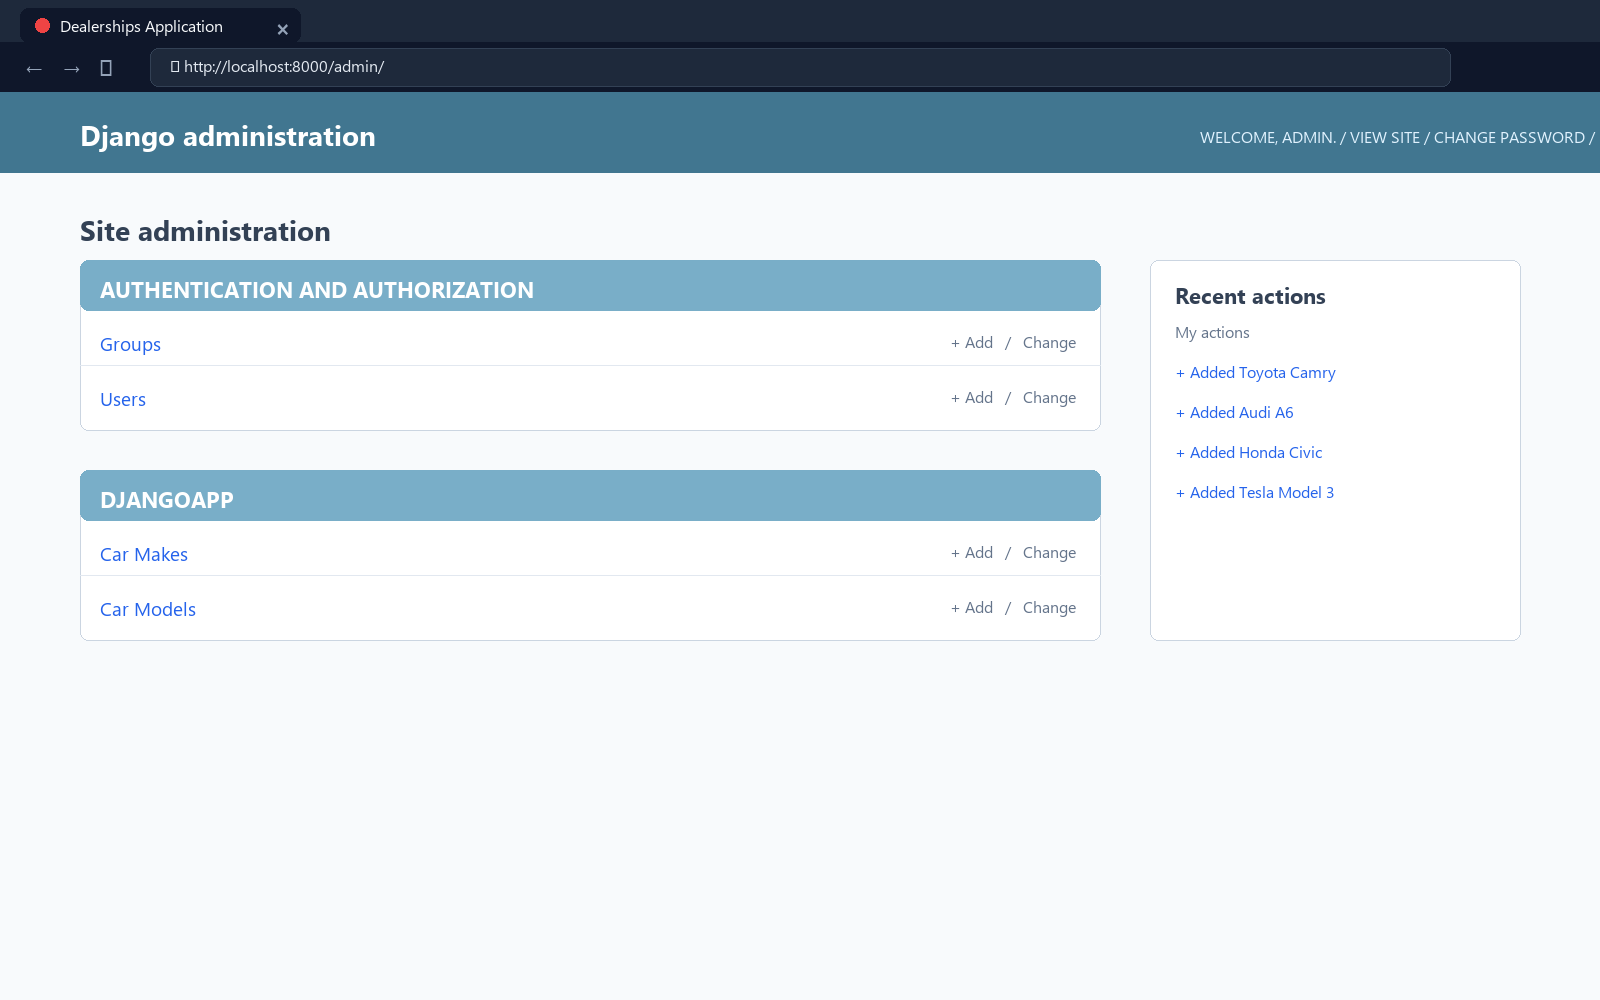 Dealerships Application ×
← → http://localhost:8000/admin/
Django administration
WELCOME, ADMIN. / VIEW SITE / CHANGE PASSWORD /
Site administration
AUTHENTICATION AND AUTHORIZATION
Groups + Add / Change
Users + Add / Change
DJANGOAPP
Car Makes + Add / Change
Car Models + Add / Change
Recent actions
My actions
+ Added Toyota Camry
+ Added Audi A6
+ Added Honda Civic
+ Added Tesla Model 3